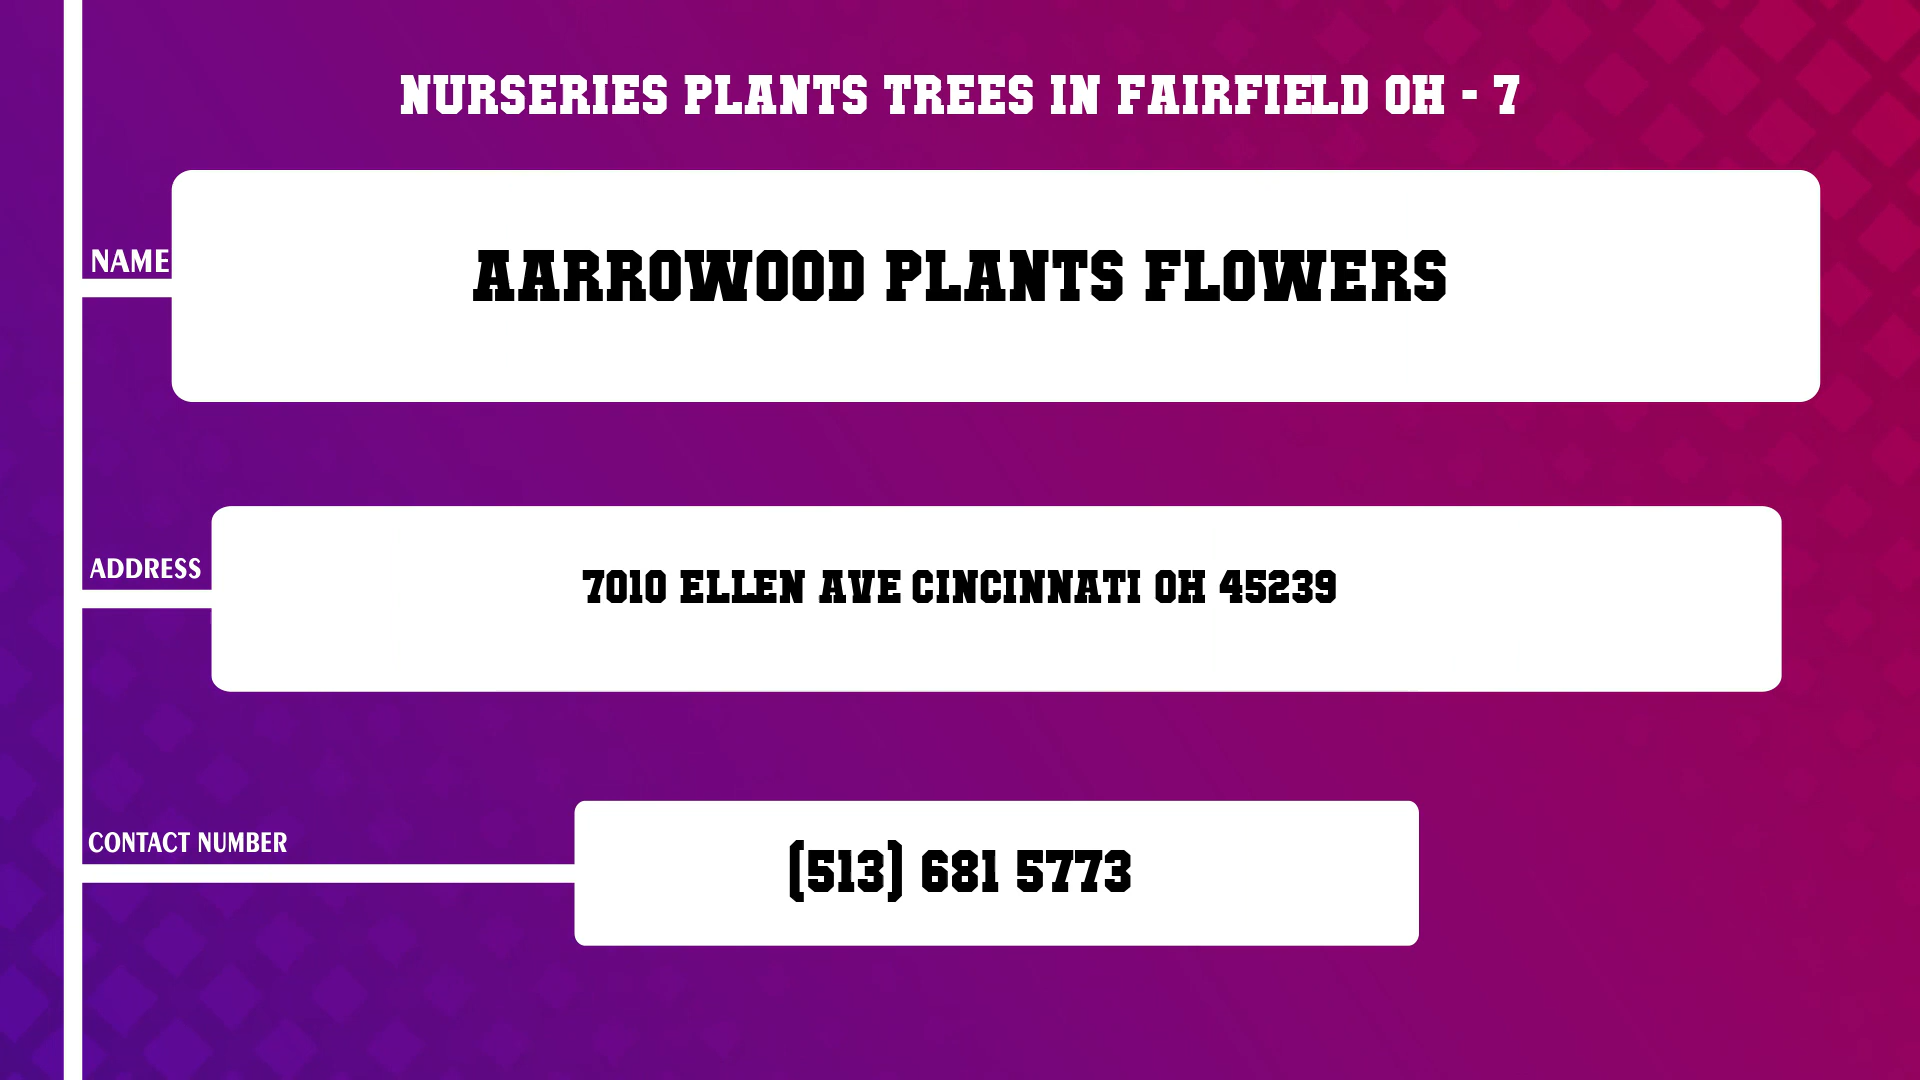 NURSERIES PLANTS TREES IN FAIRFIELD OH - 7
NAME
AARROWOOD PLANTS FLOWERS
ADDRESS
7010 ELLEN AVE CINCINNATI OH 45239
CONTACT NUMBER
(513) 681 5773